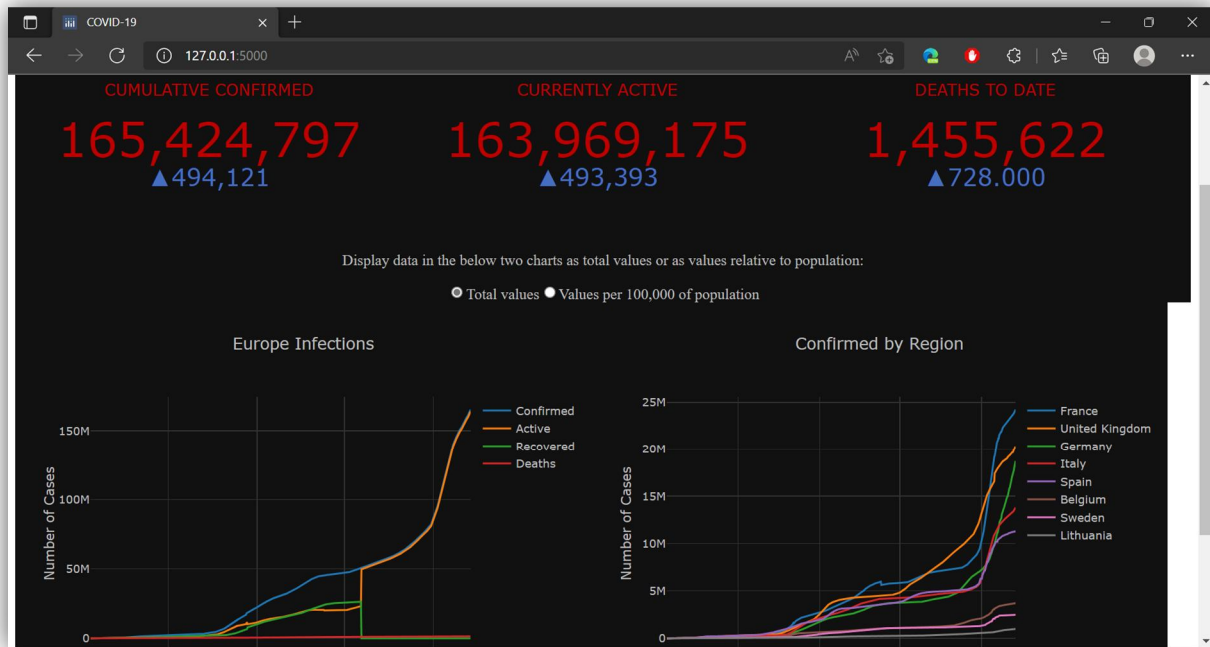 COVID-19
127.0.0.1:5000
CUMULATIVE CONFIRMED
CURRENTLY ACTIVE
DEATHS TO DATE
165,424,797
163,969,175
1,455,622
▲494,121
▲493,393
▲728.000
Display data in the below two charts as total values or as values relative to population:
Total values Values per 100,000 of population
Europe Infections
Number of Cases
150M
100M
50M
0
Confirmed
Active
Recovered
Deaths
Confirmed by Region
Number of Cases
25M
20M
15M
10M
5M
0
France
United Kingdom
Germany
Italy
Spain
Belgium
Sweden
Lithuania